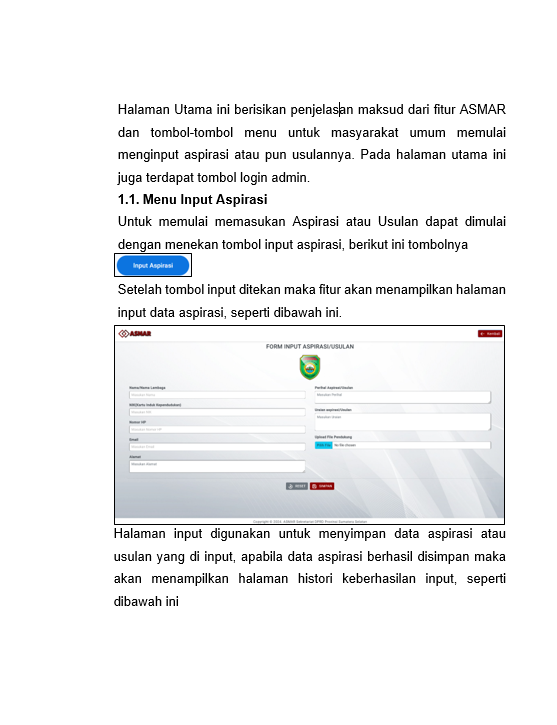 Halaman Utama ini berisikan penjelasan maksud dari fitur ASMAR
dan tombol-tombol menu untuk masyarakat umum memulai
menginput aspirasi atau pun usulannya. Pada halaman utama ini
juga terdapat tombol login admin.
1.1. Menu Input Aspirasi
Untuk memulai memasukan Aspirasi atau Usulan dapat dimulai
dengan menekan tombol input aspirasi, berikut ini tombolnya
Input Aspirasi
Setelah tombol input ditekan maka fitur akan menampilkan halaman
input data aspirasi, seperti dibawah ini.
ASMAR
Kembali
FORM INPUT ASPIRASI/USULAN
Nama/Nama Lembaga
Masukan Nama
NIK(Kartu Induk Kependudukan)
Masukan NIK
Nomor HP
Masukan Nomor HP
Email
Masukan Email
Alamat
Masukan Alamat
Perihal Aspirasi/Usulan
Masukan Perihal
Uraian Aspirasi/Usulan
Masukan Uraian
Upload File Pendukung
No file chosen
RESET
SIMPAN
Copyright © ASMAR Sekretariat DPRD Provinsi Sumatera Selatan
Halaman input digunakan untuk menyimpan data aspirasi atau
usulan yang di input, apabila data aspirasi berhasil disimpan maka
akan menampilkan halaman histori keberhasilan input, seperti
dibawah ini